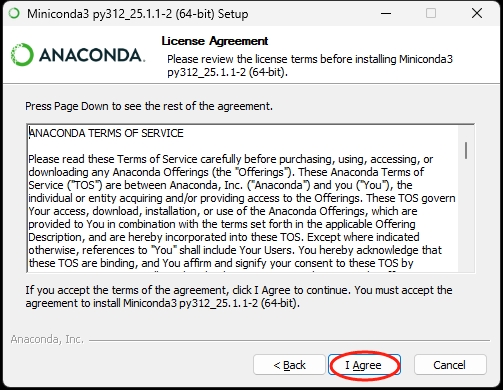 Miniconda3 py312_25.1.1-2 (64-bit) Setup
ANACONDA.
License Agreement
Please review the license terms before installing Miniconda3
py312_25.1.1-2 (64-bit).
Press Page Down to see the rest of the agreement.
ANACONDA TERMS OF SERVICE
Please read these Terms of Service carefully before purchasing, using, accessing, or
downloading any Anaconda Offerings (the "Offerings"). These Anaconda Terms of
Service ("TOS") are between Anaconda, Inc. ("Anaconda") and you ("You"), the
individual or entity acquiring and/or providing access to the Offerings. These TOS govern
Your access, download, installation, or use of the Anaconda Offerings, which are
provided to You in combination with the terms set forth in the applicable Offering
Description, and are hereby incorporated into these TOS. Except where indicated
otherwise, references to "You" shall include Your Users. You hereby acknowledge that
these TOS are binding, and You affirm and signify your consent to these TOS by
If you accept the terms of the agreement, click I Agree to continue. You must accept the
agreement to install Miniconda3 py312_25.1.1-2 (64-bit).
Anaconda, Inc.
< Back
I Agree
Cancel